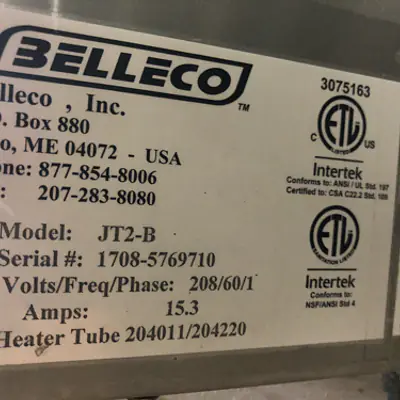 BELLECO
TM
lleco , Inc.
. Box 880
o, ME 04072 - USA
one: 877-854-8006
: 207-283-8080
Model: JT2-B
Serial #: 1708-5769710
Volts/Freq/Phase: 208/60/1
Amps: 15.3
Heater Tube 204011/204220
3075163
C ETL US
Intertek
Conforms to: ANSI / UL Std. 197
Certified to: CSA C22.2 Std. 109
ETL
Intertek
Conforms to:
NSF/ANSI Std 4